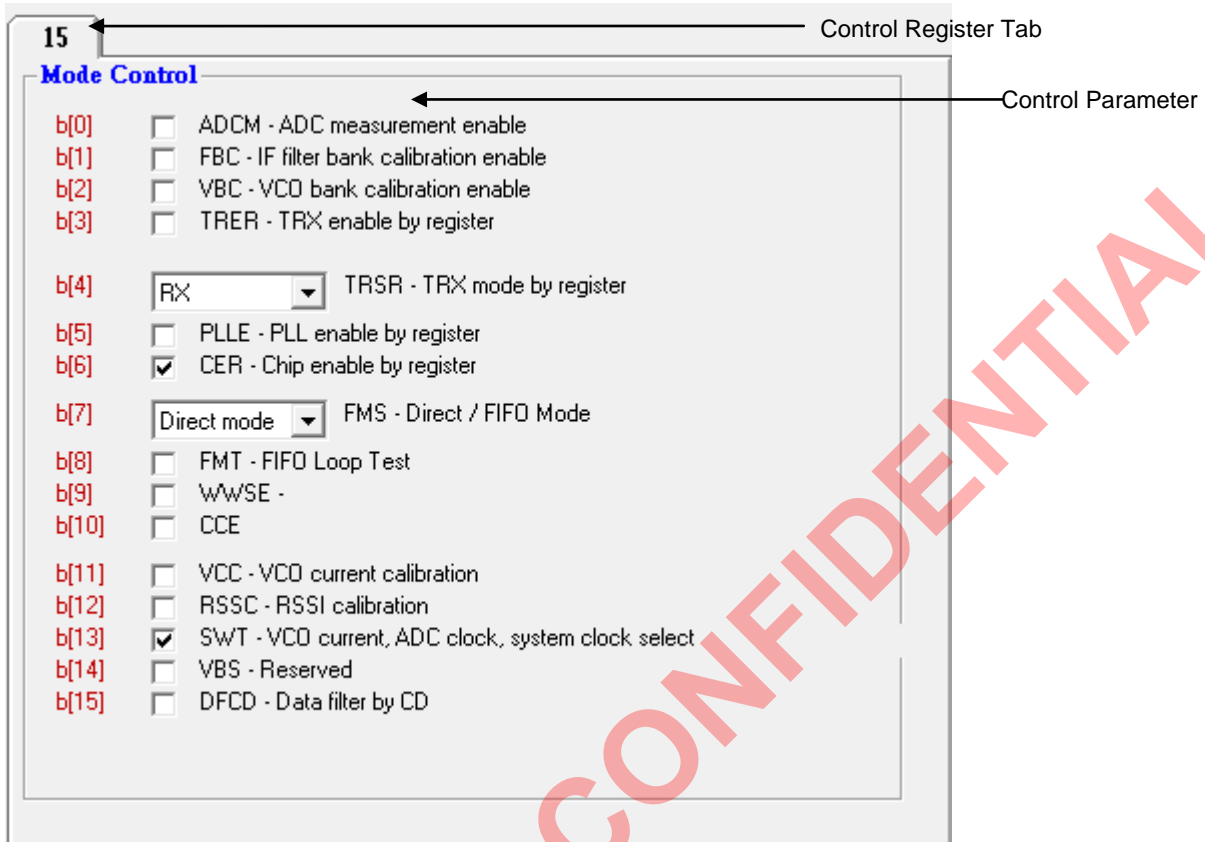 15
Control Register Tab
Mode Control
Control Parameter
b[0] ADCM - ADC measurement enable
b[1] FBC - IF filter bank calibration enable
b[2] VBC - VCO bank calibration enable
b[3] TRER - TRX enable by register
b[4] RX TRSR - TRX mode by register
b[5] PLLE - PLL enable by register
b[6] CER - Chip enable by register
b[7] Direct mode FMS - Direct / FIFO Mode
b[8] FMT - FIFO Loop Test
b[9] WWSE -
b[10] CCE
b[11] VCC - VCO current calibration
b[12] RSSC - RSSI calibration
b[13] SWT - VCO current, ADC clock, system clock select
b[14] VBS - Reserved
b[15] DFCD - Data filter by CD
CONFIDENTIAL